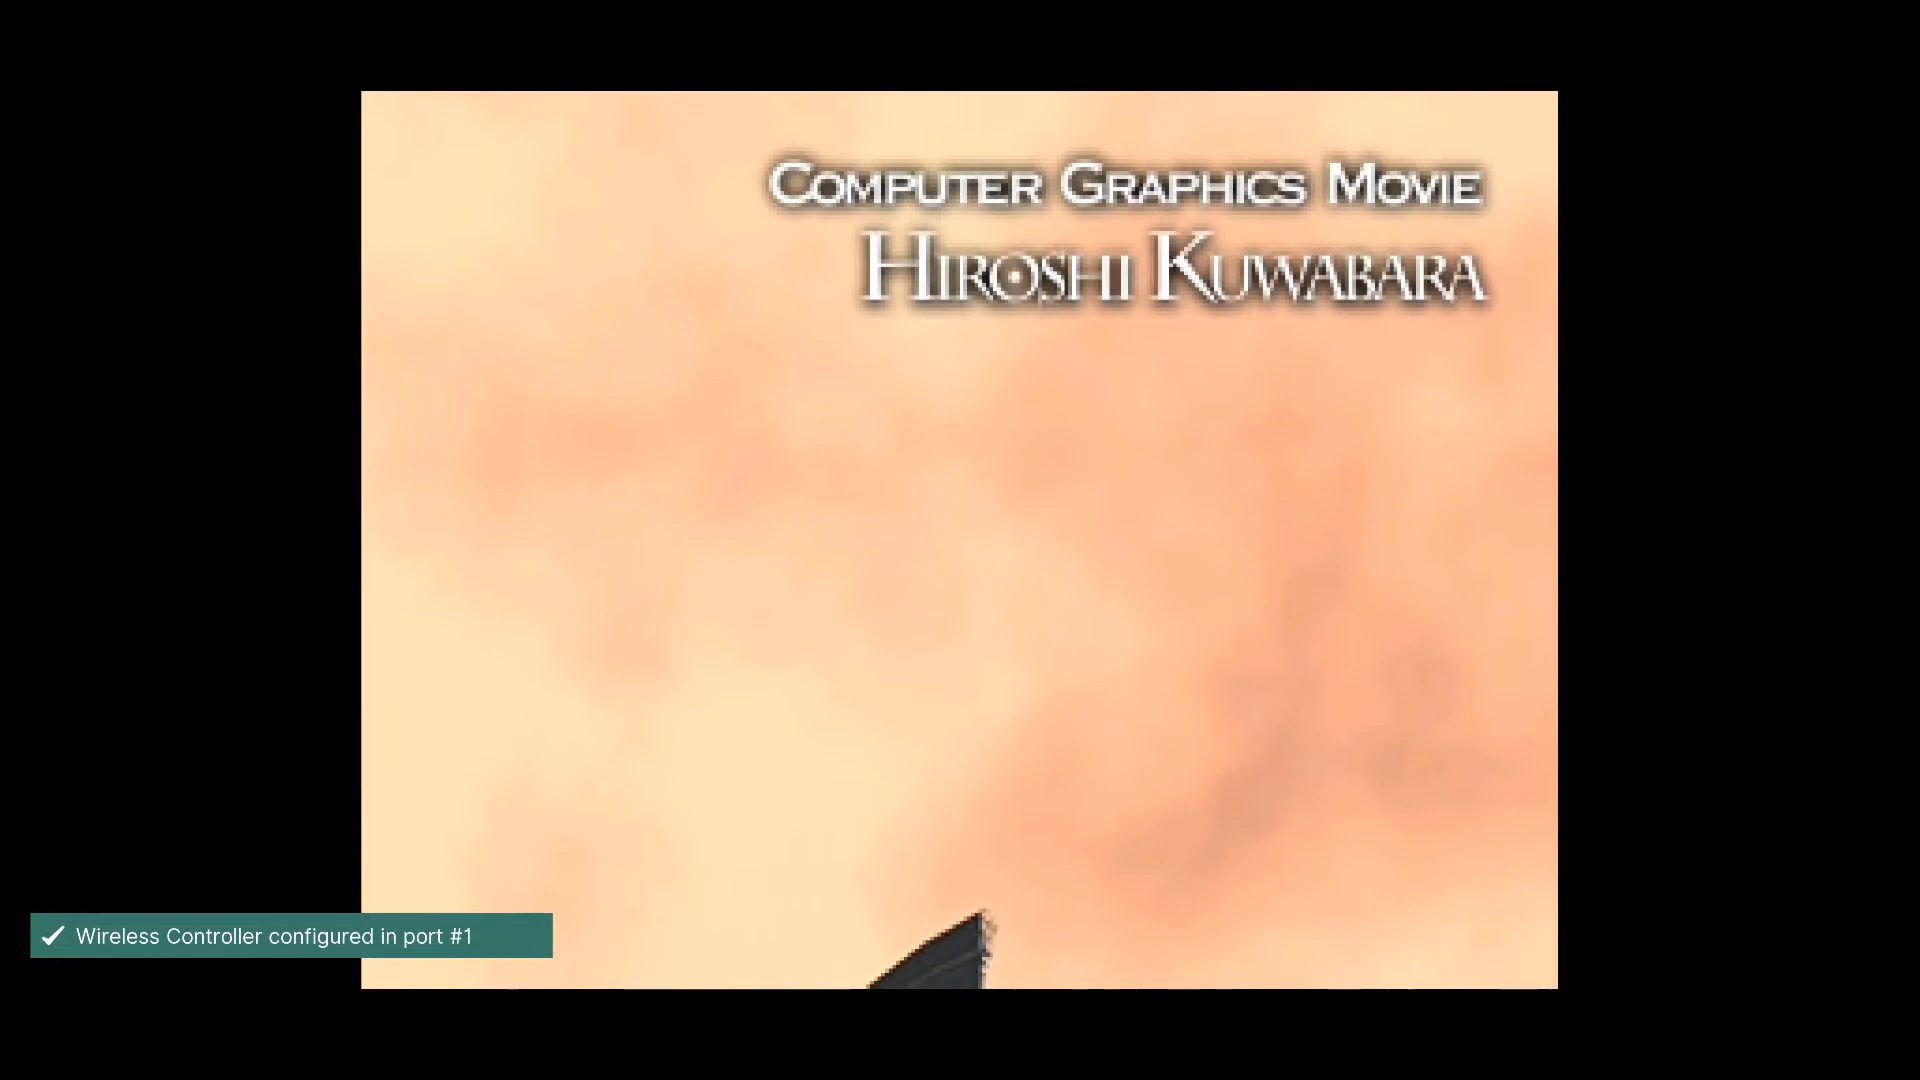 COMPUTER GRAPHICS MOVIE
HIROSHI KUWABARA
Wireless Controller configured in port #1